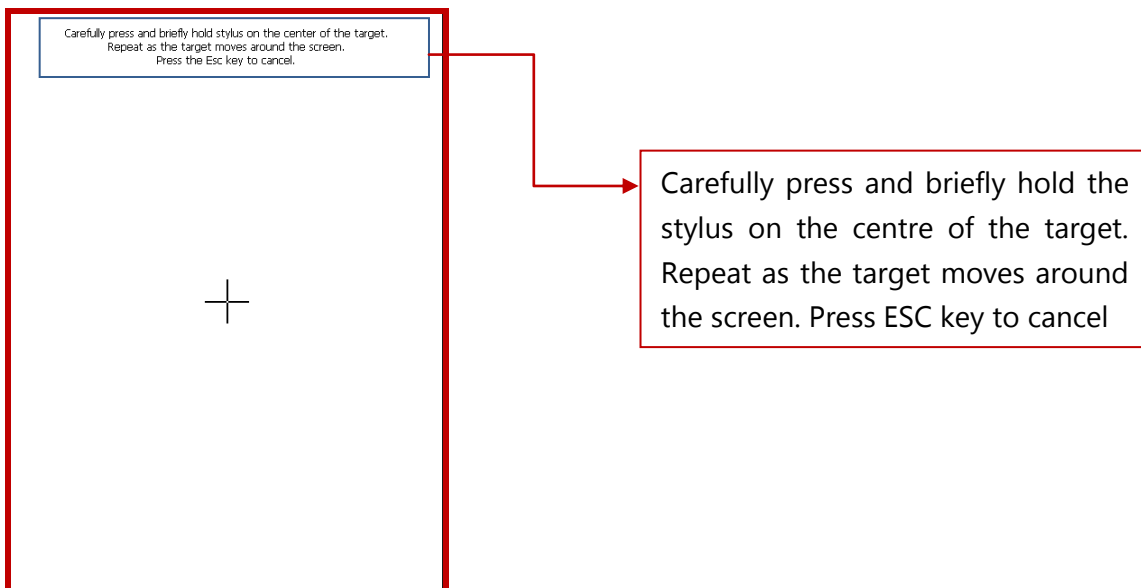 Carefully press and briefly hold stylus on the center of the target.
Repeat as the target moves around the screen.
Press the Esc key to cancel.
Carefully press and briefly hold the
stylus on the centre of the target.
Repeat as the target moves around
the screen. Press ESC key to cancel